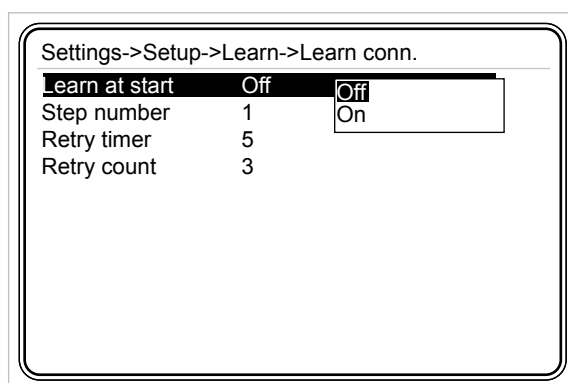 Settings->Setup->Learn->Learn conn.
Learn at start Off Off
Step number 1 On
Retry timer 5
Retry count 3